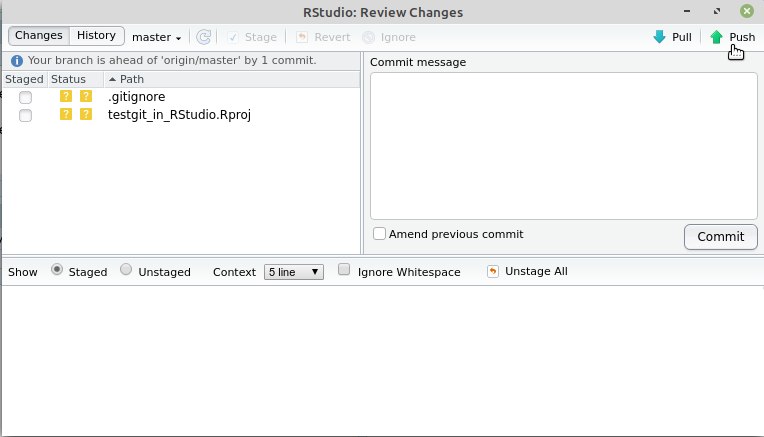 RStudio: Review Changes
Changes History master Stage Revert Ignore Pull Push
Your branch is ahead of 'origin/master' by 1 commit.
Staged Status Path
? ? .gitignore
? ? testgit_in_RStudio.Rproj
Commit message
Amend previous commit
Commit
Show Staged Unstaged Context 5 line Ignore Whitespace Unstage All